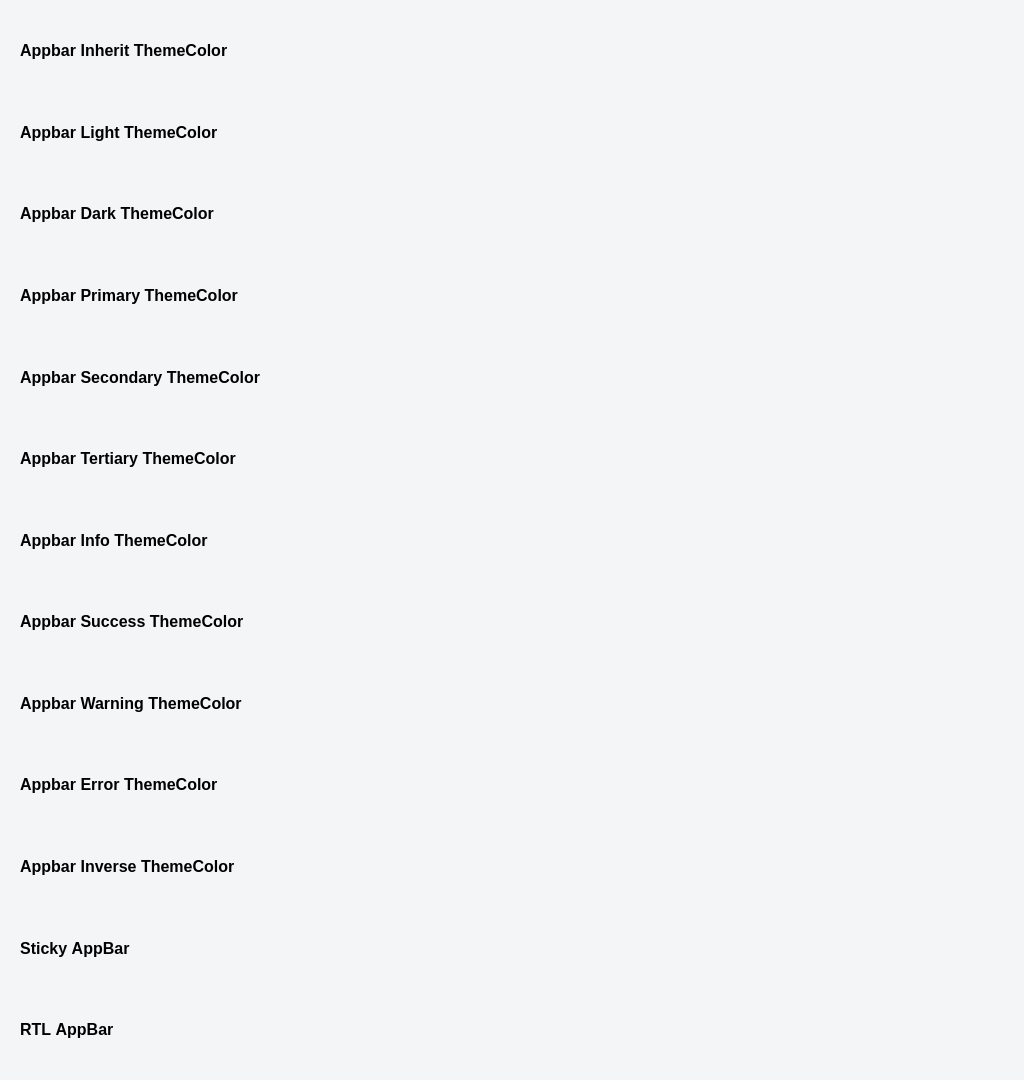 Appbar Inherit ThemeColor
Appbar Light ThemeColor
Appbar Dark ThemeColor
Appbar Primary ThemeColor
Appbar Secondary ThemeColor
Appbar Tertiary ThemeColor
Appbar Info ThemeColor
Appbar Success ThemeColor
Appbar Warning ThemeColor
Appbar Error ThemeColor
Appbar Inverse ThemeColor
Sticky AppBar
RTL AppBar